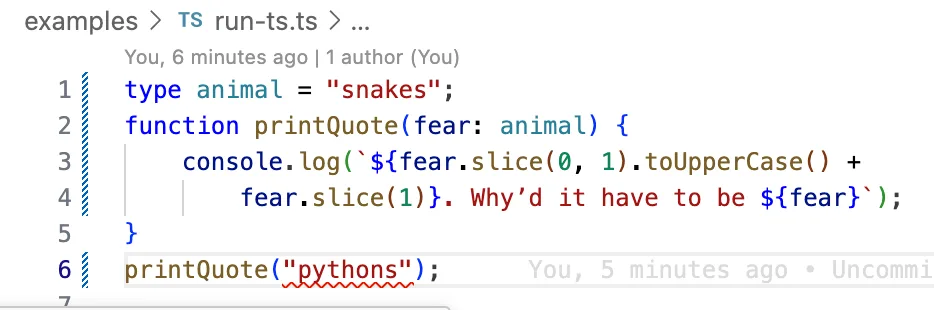 examples > TS run-ts.ts > ...
You, 6 minutes ago | 1 author (You)
1 type animal = "snakes";
2 function printQuote(fear: animal) {
3     console.log(`${fear.slice(0, 1).toUpperCase() +
4         fear.slice(1)}. Why’d it have to be ${fear}`);
5 }
6 printQuote("pythons");     You, 5 minutes ago • Uncommi
7